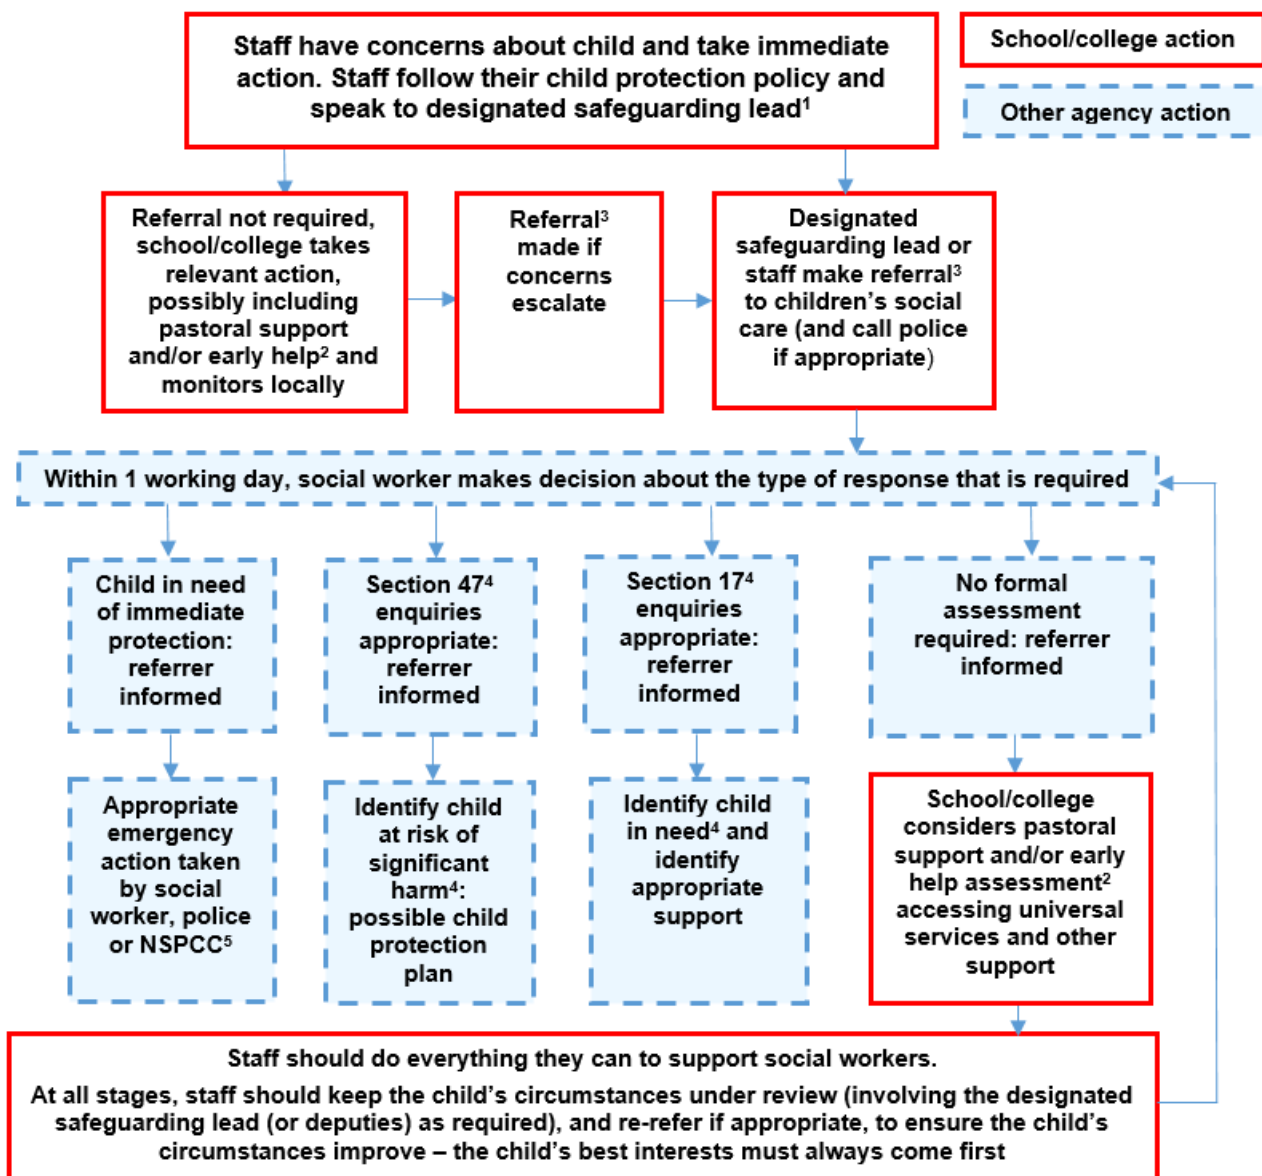 Staff have concerns about child and take immediate
action. Staff follow their child protection policy and
speak to designated safeguarding lead¹
School/college action
Other agency action
Referral not required,
school/college takes
relevant action,
possibly including
pastoral support
and/or early help² and
monitors locally
Referral³
made if
concerns
escalate
Designated
safeguarding lead or
staff make referral³
to children’s social
care (and call police
if appropriate)
Within 1 working day, social worker makes decision about the type of response that is required
Child in need
of immediate
protection:
referrer
informed
Section 47⁴
enquiries
appropriate:
referrer
informed
Section 17⁴
enquiries
appropriate:
referrer
informed
No formal
assessment
required: referrer
informed
Appropriate
emergency
action taken
by social
worker, police
or NSPCC⁵
Identify child
at risk of
significant
harm⁴:
possible child
protection
plan
Identify child
in need⁴ and
identify
appropriate
support
School/college
considers pastoral
support and/or early
help assessment²
accessing universal
services and other
support
Staff should do everything they can to support social workers.
At all stages, staff should keep the child’s circumstances under review (involving the designated
safeguarding lead (or deputies) as required), and re-refer if appropriate, to ensure the child’s
circumstances improve – the child’s best interests must always come first